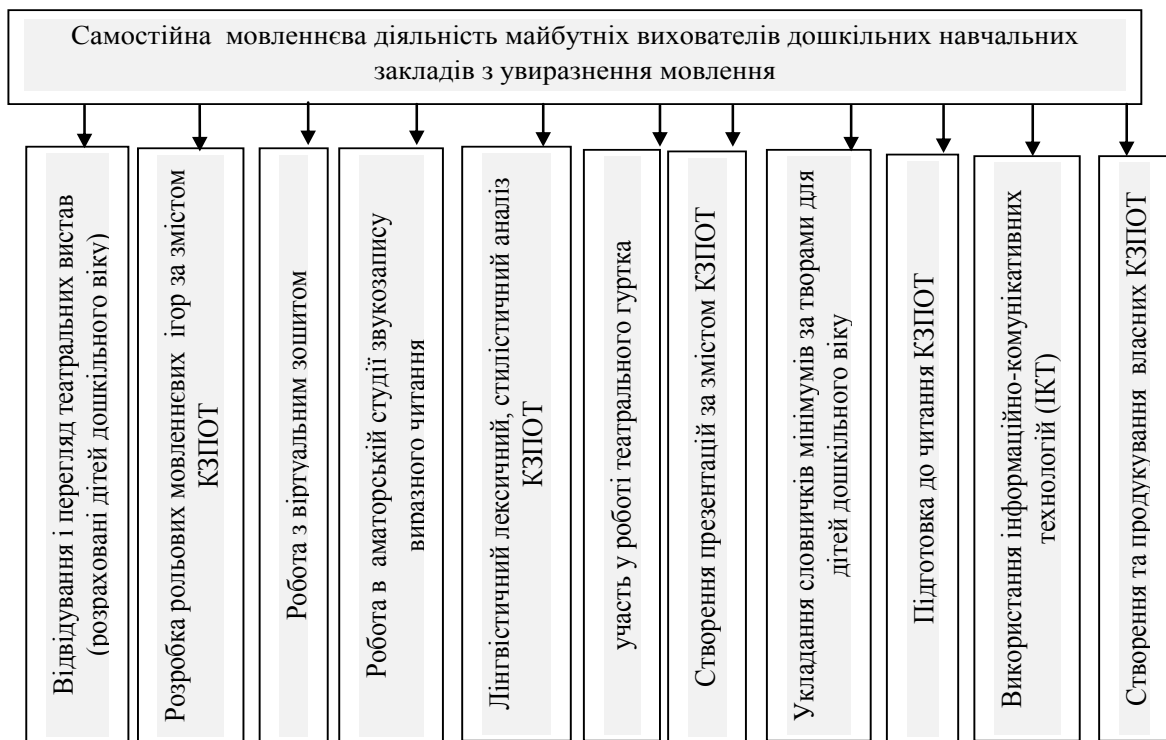 Самостійна мовленнєва діяльність майбутніх вихователів дошкільних навчальних
закладів з увиразнення мовлення
Відвідування і перегляд театральних вистав
(розраховані дітей дошкільного віку)
Розробка рольових мовленнєвих ігор за змістом
КЗПОТ
Робота з віртуальним зошитом
Робота в аматорській студії звукозапису
виразного читання
Лінгвістичний лексичний, стилістичний аналіз
КЗПОТ
участь у роботі театрального гуртка
Створення презентацій за змістом КЗПОТ
Укладання словничків мінімумів за творами для
дітей дошкільного віку
Підготовка до читання КЗПОТ
Використання інформаційно-комунікативних
технологій (ІКТ)
Створення та продукування власних КЗПОТ